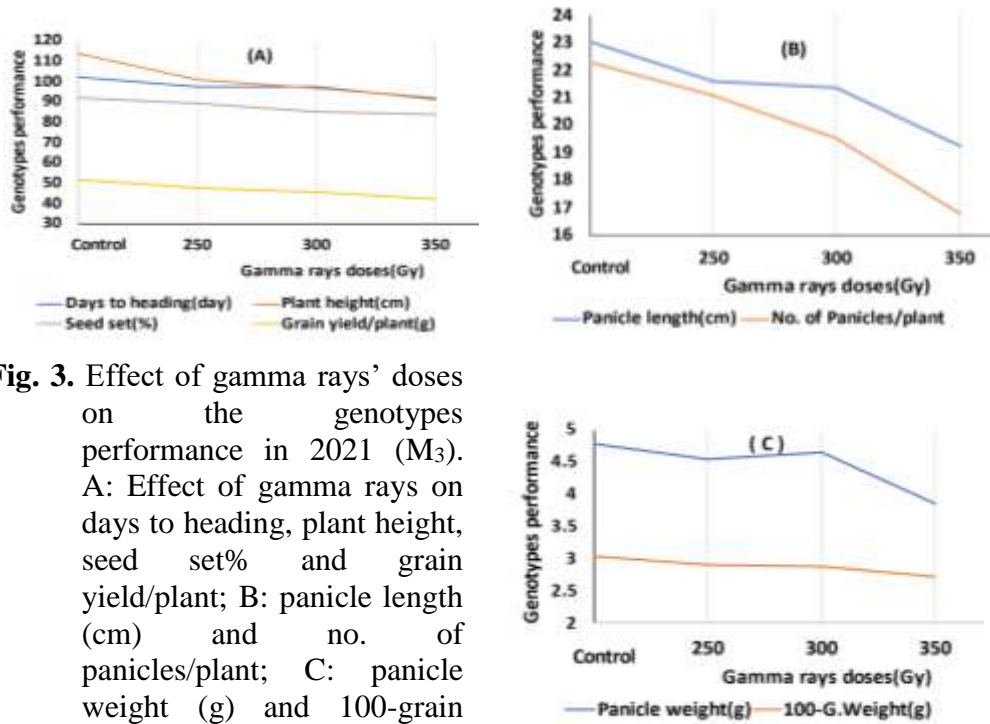 (A)
Genotypes performance
120
110
100
90
80
70
60
50
40
30
Control 250 300 350
Gamma rays doses(Gy)
Days to heading(day) Plant height(cm)
Seed set(%) Grain yield/plant(g)
(B)
Genotypes performance
24
23
22
21
20
19
18
17
16
Control 250 300 350
Gamma rays doses(Gy)
Panicle length(cm) No. of Panicles/plant
Fig. 3. Effect of gamma rays’ doses
on the genotypes
performance in 2021 (M3).
A: Effect of gamma rays on
days to heading, plant height,
seed set% and grain
yield/plant; B: panicle length
(cm) and no. of
panicles/plant; C: panicle
weight (g) and 100-grain
( C )
Genotypes performance
5
4.5
4
3.5
3
2.5
2
Control 250 300 350
Gamma rays doses(Gy)
Panicle weight(g) 100-G.Weight(g)